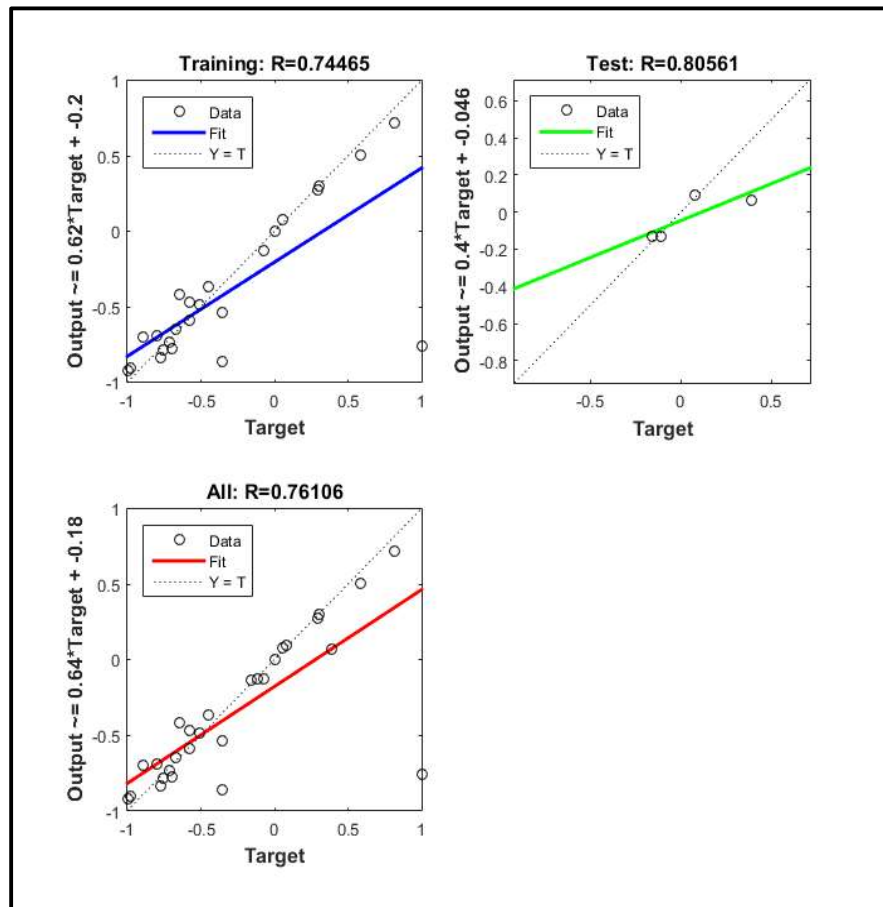 Training: R=0.74465
Output ~= 0.62*Target + -0.2
1
0.5
0
-0.5
-1
Data
Fit
Y = T
-1
-0.5
0
0.5
1
Target
Test: R=0.80561
Output ~= 0.4*Target + -0.046
0.6
0.4
0.2
0
-0.2
-0.4
-0.6
-0.8
Data
Fit
Y = T
-0.5
0
0.5
Target
All: R=0.76106
Output ~= 0.64*Target + -0.18
1
0.5
0
-0.5
-1
Data
Fit
Y = T
-1
-0.5
0
0.5
1
Target